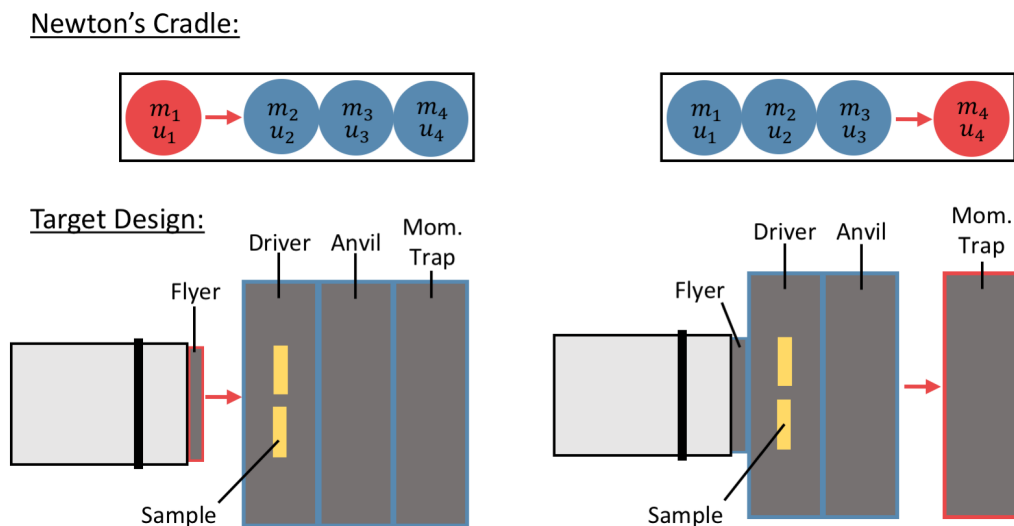 Newton's Cradle:
m₁ m₂ m₃ m₄
u₁ u₂ u₃ u₄
m₁ m₂ m₃ m₄
u₁ u₂ u₃ u₄
Target Design:
Flyer
Driver
Anvil
Mom.
Trap
Sample
Flyer
Driver
Anvil
Mom.
Trap
Sample